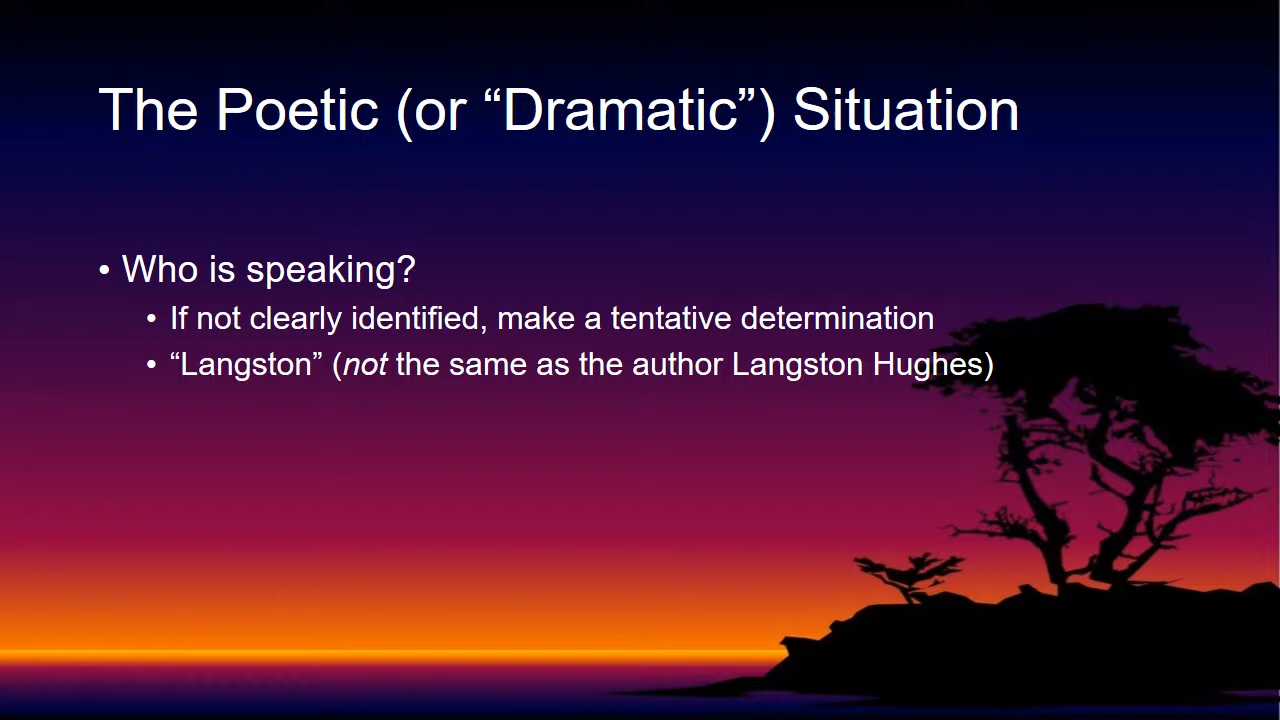 The Poetic (or “Dramatic”) Situation
• Who is speaking?
• If not clearly identified, make a tentative determination
• “Langston” (not the same as the author Langston Hughes)